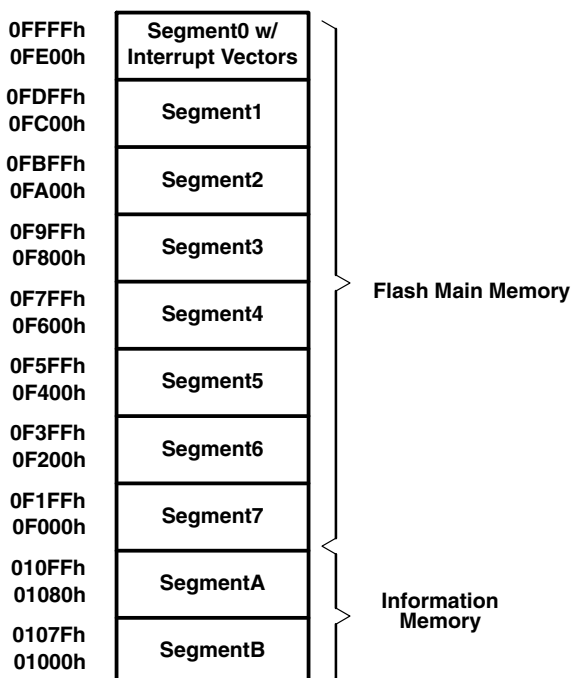 0FFFFh
0FE00h
Segment0 w/
Interrupt Vectors
0FDFFh
0FC00h
Segment1
0FBFFh
0FA00h
Segment2
0F9FFh
0F800h
Segment3
0F7FFh
0F600h
Segment4
Flash Main Memory
0F5FFh
0F400h
Segment5
0F3FFh
0F200h
Segment6
0F1FFh
0F000h
Segment7
010FFh
01080h
SegmentA
Information
Memory
0107Fh
01000h
SegmentB